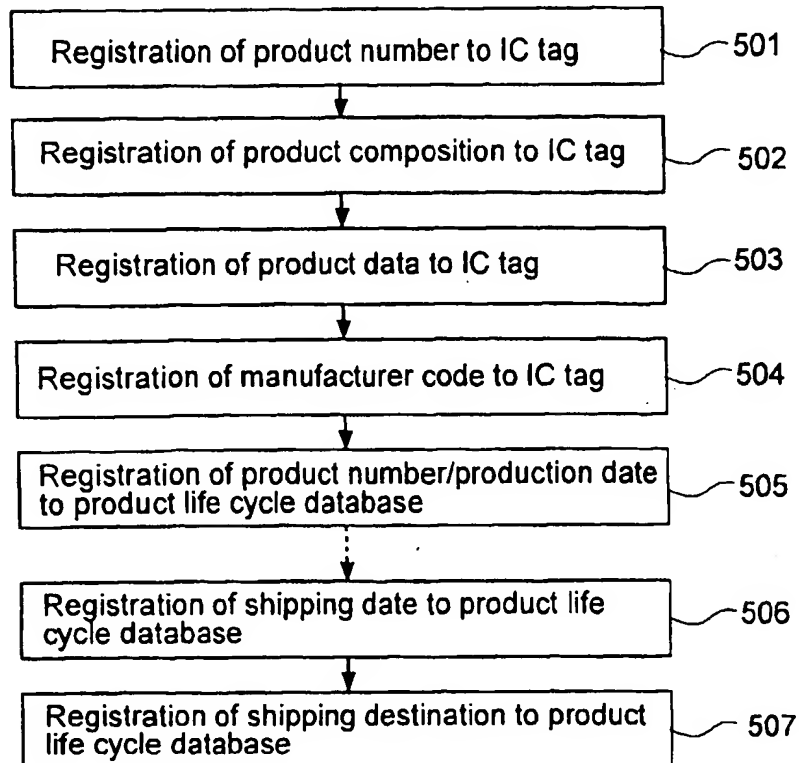 Registration of product number to IC tag
501
Registration of product composition to IC tag
502
Registration of product data to IC tag
503
Registration of manufacturer code to IC tag
504
Registration of product number/production date
to product life cycle database
505
Registration of shipping date to product life
cycle database
506
Registration of shipping destination to product
life cycle database
507